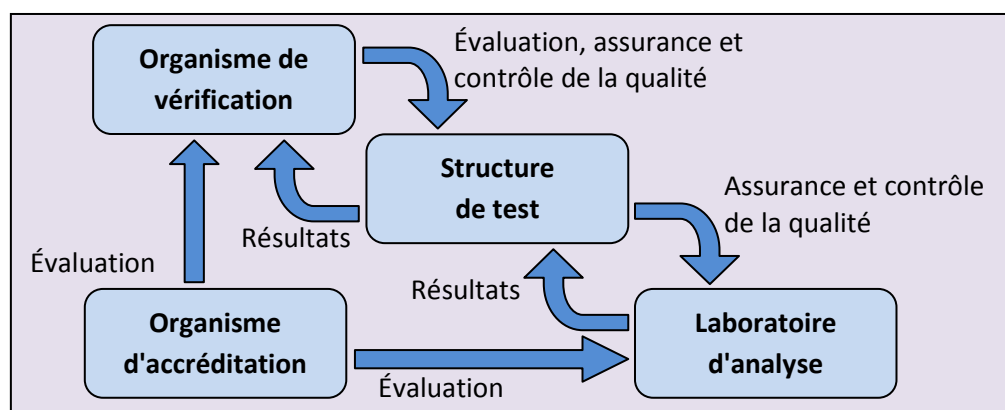 Organisme de
vérification
Évaluation, assurance et
contrôle de la qualité
Structure
de test
Assurance et contrôle
de la qualité
Résultats
Évaluation
Résultats
Organisme
d'accréditation
Laboratoire
d'analyse
Évaluation